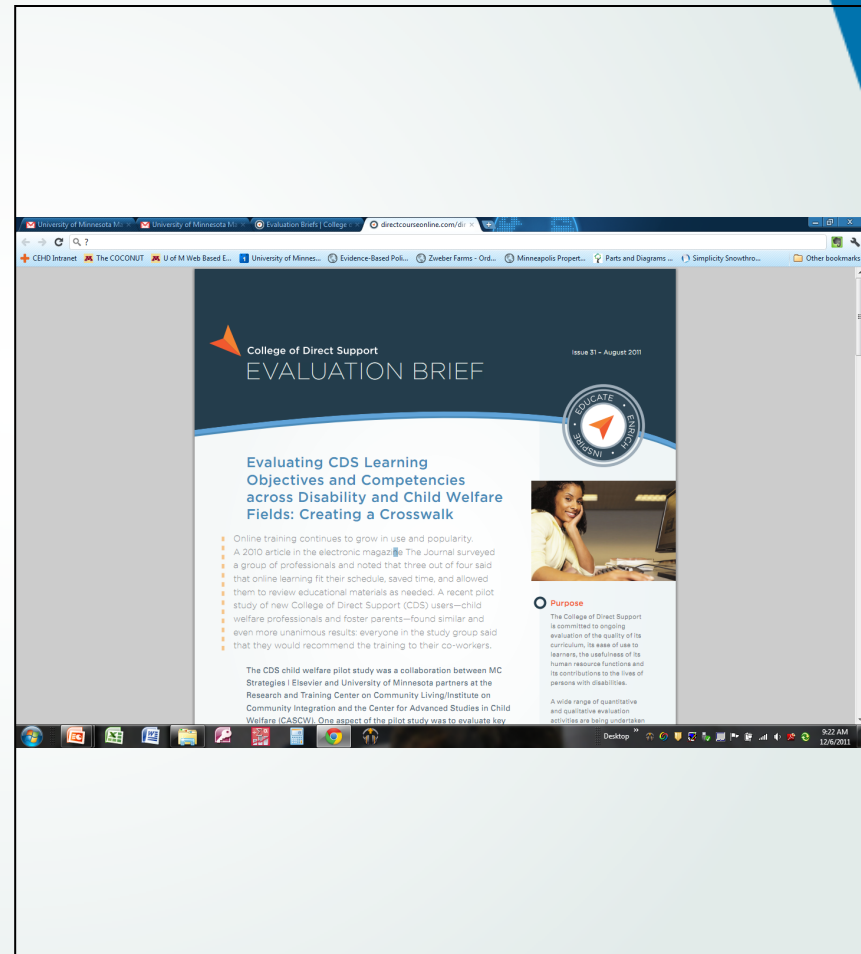 University of Minnesota Ma
University of Minnesota Ma
Evaluation Briefs | College o
directcourseonline.com/dir
?
CEHD Intranet
The COCONUT
U of M Web Based E...
University of Minnes...
Evidence-Based Poli...
Zweber Farms - Ord...
Minneapolis Propert...
Parts and Diagrams ...
Simplicity Snowthro...
Other bookmarks
College of Direct Support
EVALUATION BRIEF
Issue 31 – August 2011
EDUCATE • ENRICH • INSPIRE •
Evaluating CDS Learning
Objectives and Competencies
across Disability and Child Welfare
Fields: Creating a Crosswalk
Online training continues to grow in use and popularity.
A 2010 article in the electronic magazine The Journal surveyed
a group of professionals and noted that three out of four said
that online learning fit their schedule, saved time, and allowed
them to review educational materials as needed. A recent pilot
study of new College of Direct Support (CDS) users—child
welfare professionals and foster parents—found similar and
even more unanimous results: everyone in the study group said
that they would recommend the training to their co-workers.
The CDS child welfare pilot study was a collaboration between MC
Strategies | Elsevier and University of Minnesota partners at the
Research and Training Center on Community Living/Institute on
Community Integration and the Center for Advanced Studies in Child
Welfare (CASCW). One aspect of the pilot study was to evaluate key
Purpose
The College of Direct Support
is committed to ongoing
evaluation of the quality of its
curriculum, its ease of use to
learners, the usefulness of its
human resource functions and
its contributions to the lives of
persons with disabilities.
A wide range of quantitative
and qualitative evaluation
activities are being undertaken
Desktop
9:22 AM
12/6/2011